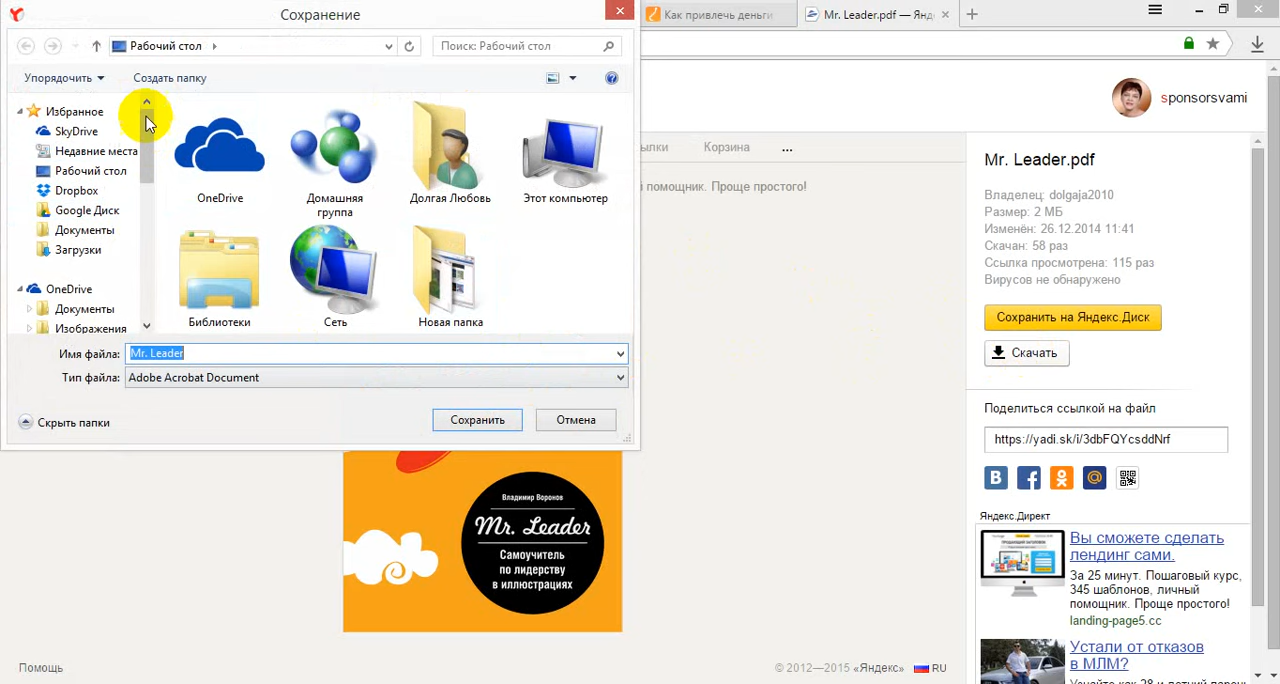 Сохранение
Как привлечь деньги
Mr. Leader.pdf — Янд
Рабочий стол
Поиск: Рабочий стол
Упорядочить
Создать папку
Избранное
SkyDrive
Недавние места
Рабочий стол
Dropbox
Google Диск
Документы
Загрузки
OneDrive
Документы
Изображения
OneDrive
Домашняя
группа
Долгая Любовь
Этот компьютер
Библиотеки
Сеть
Новая папка
Имя файла:
Mr. Leader
Тип файла:
Adobe Acrobat Document
Скрыть папки
Сохранить
Отмена
sponsorsvami
ылки
Корзина
...
й помощник. Проще простого!
Mr. Leader.pdf
Владелец: dolgaja2010
Размер: 2 МБ
Изменён: 26.12.2014 11:41
Скачан: 58 раз
Ссылка просмотрена: 115 раз
Вирусов не обнаружено
Сохранить на Яндекс.Диск
Скачать
Поделиться ссылкой на файл
https://yadi.sk/i/3dbFQYcsddNrf
Яндекс.Директ
Вы сможете сделать
лендинг сами.
За 25 минут. Пошаговый курс,
345 шаблонов, личный
помощник. Проще простого!
landing-page5.cc
Устали от отказов
в МЛМ?
Владимир Воронов
Mr. Leader
Самоучитель
по лидерству
в иллюстрациях
Помощь
© 2012—2015 «Яндекс»
RU